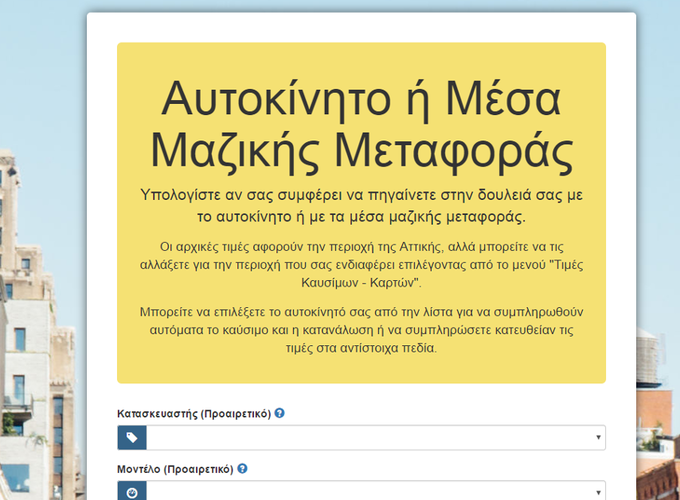 Αυτοκίνητο ή Μέσα
Μαζικής Μεταφοράς
Υπολογίστε αν σας συμφέρει να πηγαίνετε στην δουλειά σας με
το αυτοκίνητο ή με τα μέσα μαζικής μεταφοράς.
Οι αρχικές τιμές αφορούν την περιοχή της Αττικής, αλλά μπορείτε να τις
αλλάξετε για την περιοχή που σας ενδιαφέρει επιλέγοντας από το μενού "Τιμές
Καυσίμων - Καρτών".
Μπορείτε να επιλέξετε το αυτοκίνητό σας από την λίστα για να συμπληρωθούν
αυτόματα το καύσιμο και η κατανάλωση ή να συμπληρώσετε κατευθείαν τις
τιμές στα αντίστοιχα πεδία.
Κατασκευαστής (Προαιρετικό)
Μοντέλο (Προαιρετικό)